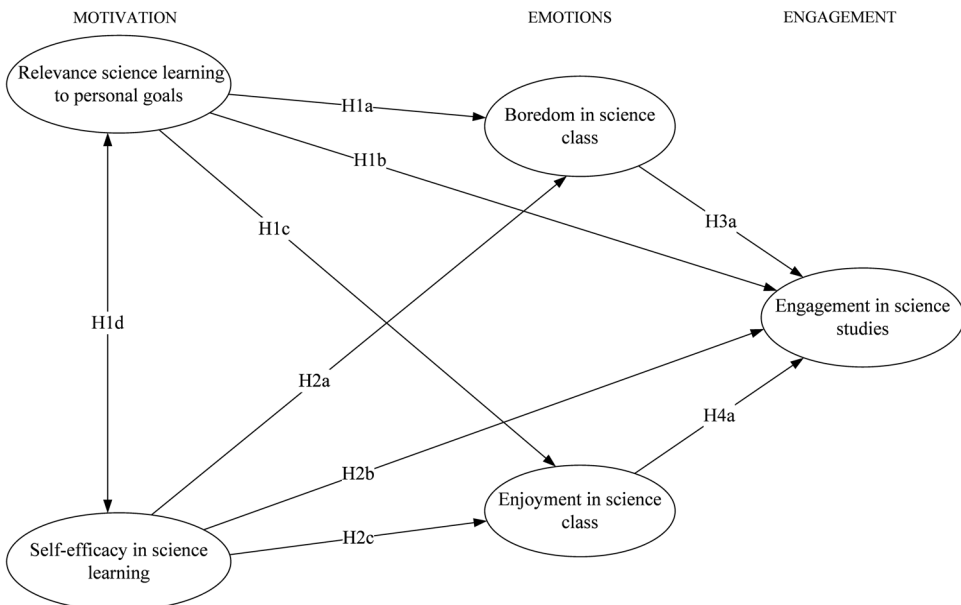 MOTIVATION
EMOTIONS
ENGAGEMENT
Relevance science learning
to personal goals
H1a
Boredom in science
class
H1b
H1c
H3a
H1d
Engagement in science
studies
H2a
H4a
H2b
Enjoyment in science
class
H2c
Self-efficacy in science
learning